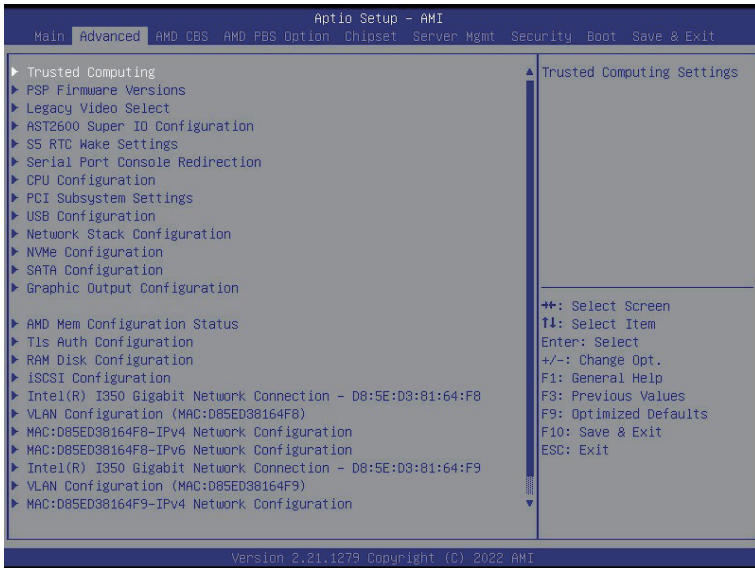 Aptio Setup – AMI
Main Advanced AMD CBS AMD PBS Option Chipset Server Mgmt Security Boot Save & Exit
Trusted Computing
PSP Firmware Versions
Legacy Video Select
AST2600 Super IO Configuration
S5 RTC Wake Settings
Serial Port Console Redirection
CPU Configuration
PCI Subsystem Settings
USB Configuration
Network Stack Configuration
NVMe Configuration
SATA Configuration
Graphic Output Configuration
AMD Mem Configuration Status
Tls Auth Configuration
RAM Disk Configuration
iSCSI Configuration
Intel(R) I350 Gigabit Network Connection – D8:5E:D3:81:64:F8
VLAN Configuration (MAC:D85ED38164F8)
MAC:D85ED38164F8-IPv4 Network Configuration
MAC:D85ED38164F8-IPv6 Network Configuration
Intel(R) I350 Gigabit Network Connection – D8:5E:D3:81:64:F9
VLAN Configuration (MAC:D85ED38164F9)
MAC:D85ED38164F9-IPv4 Network Configuration
Trusted Computing Settings
→←: Select Screen
↑↓: Select Item
Enter: Select
+/-: Change Opt.
F1: General Help
F3: Previous Values
F9: Optimized Defaults
F10: Save & Exit
ESC: Exit
Version 2.21.1279 Copyright (C) 2022 AMI